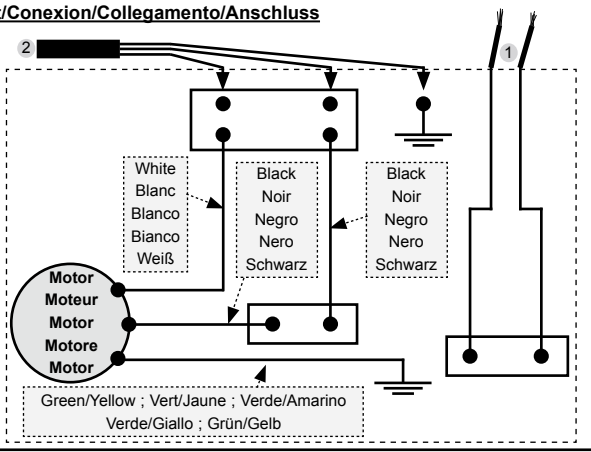 t/Conexion/Collegamento/Anschluss
2
1
White
Blanc
Blanco
Bianco
Weiß
Black
Noir
Negro
Nero
Schwarz
Black
Noir
Negro
Nero
Schwarz
Motor
Moteur
Motor
Motore
Motor
Green/Yellow ; Vert/Jaune ; Verde/Amarino
Verde/Giallo ; Grün/Gelb